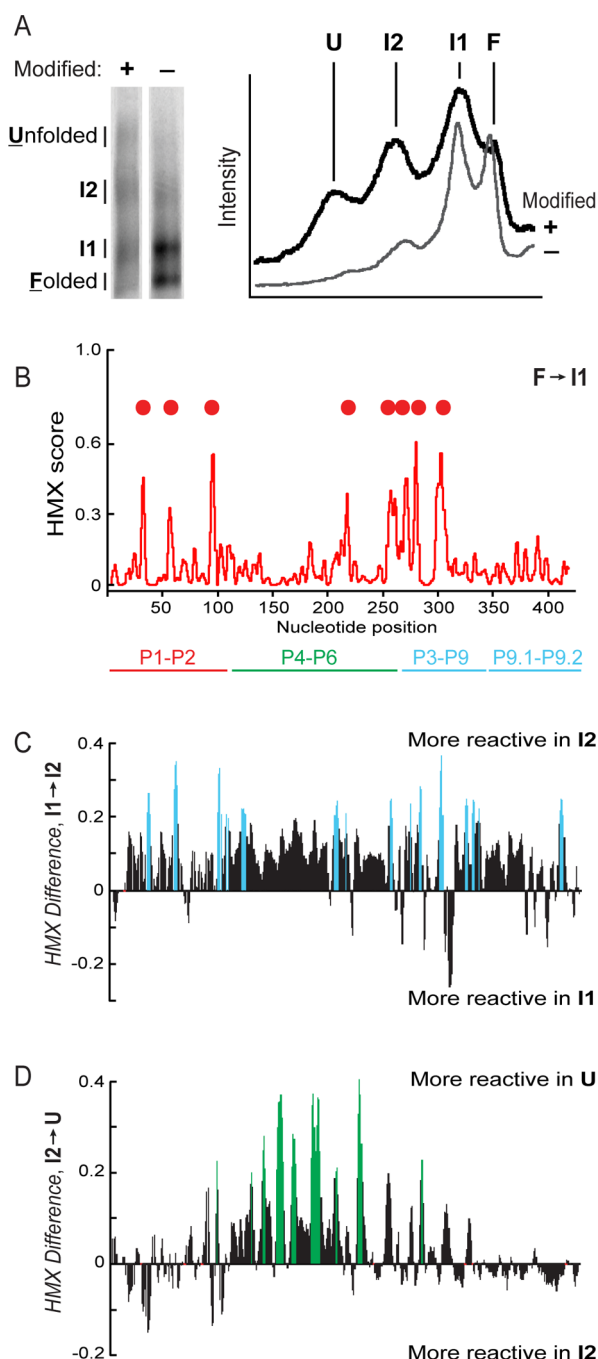 A
Modified: + –
Unfolded
I2
I1
Folded
U I2 I1 F
Intensity
Modified
+
–
B
F → I1
HMX score
1.0
0.6
0.3
0
50 100 150 200 250 300 350 400
Nucleotide position
P1-P2 P4-P6 P3-P9 P9.1-P9.2
C
More reactive in I2
HMX Difference, I1 → I2
0.4
0.2
0
-0.2
More reactive in I1
D
More reactive in U
HMX Difference, I2 → U
0.4
0.2
0
-0.2
More reactive in I2